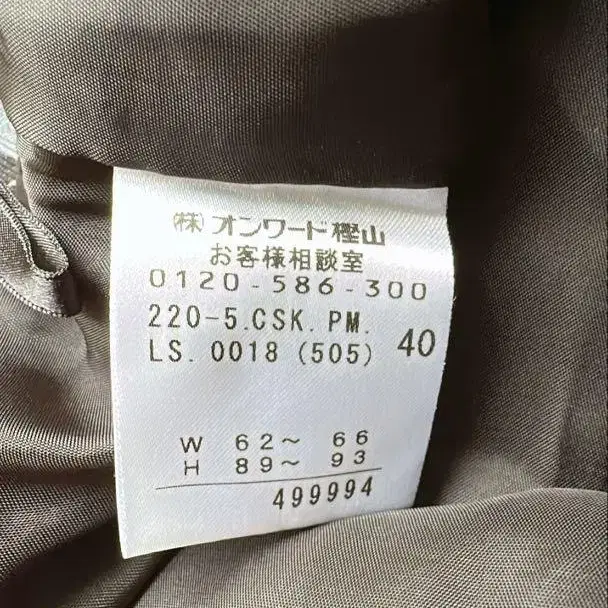 ㈱オンワード樫山
お客様相談室
0120-586-300
220-5.CSK.PM.
LS.0018 (505) 40
W 62～ 66
H 89～ 93
499994